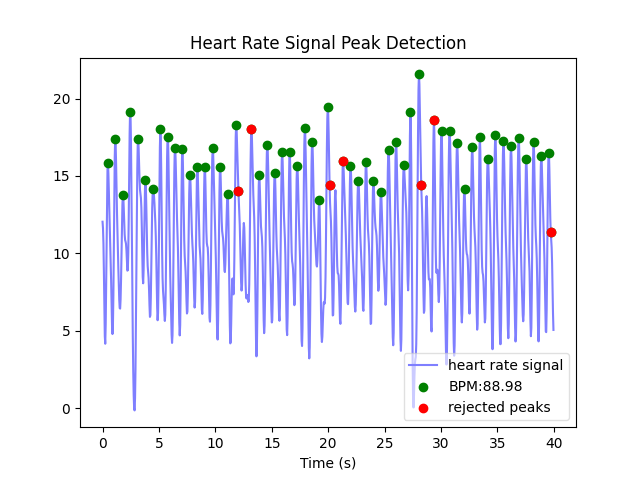 Heart Rate Signal Peak Detection
20
15
10
5
0
heart rate signal
BPM:88.98
rejected peaks
0 5 10 15 20 25 30 35 40
Time (s)